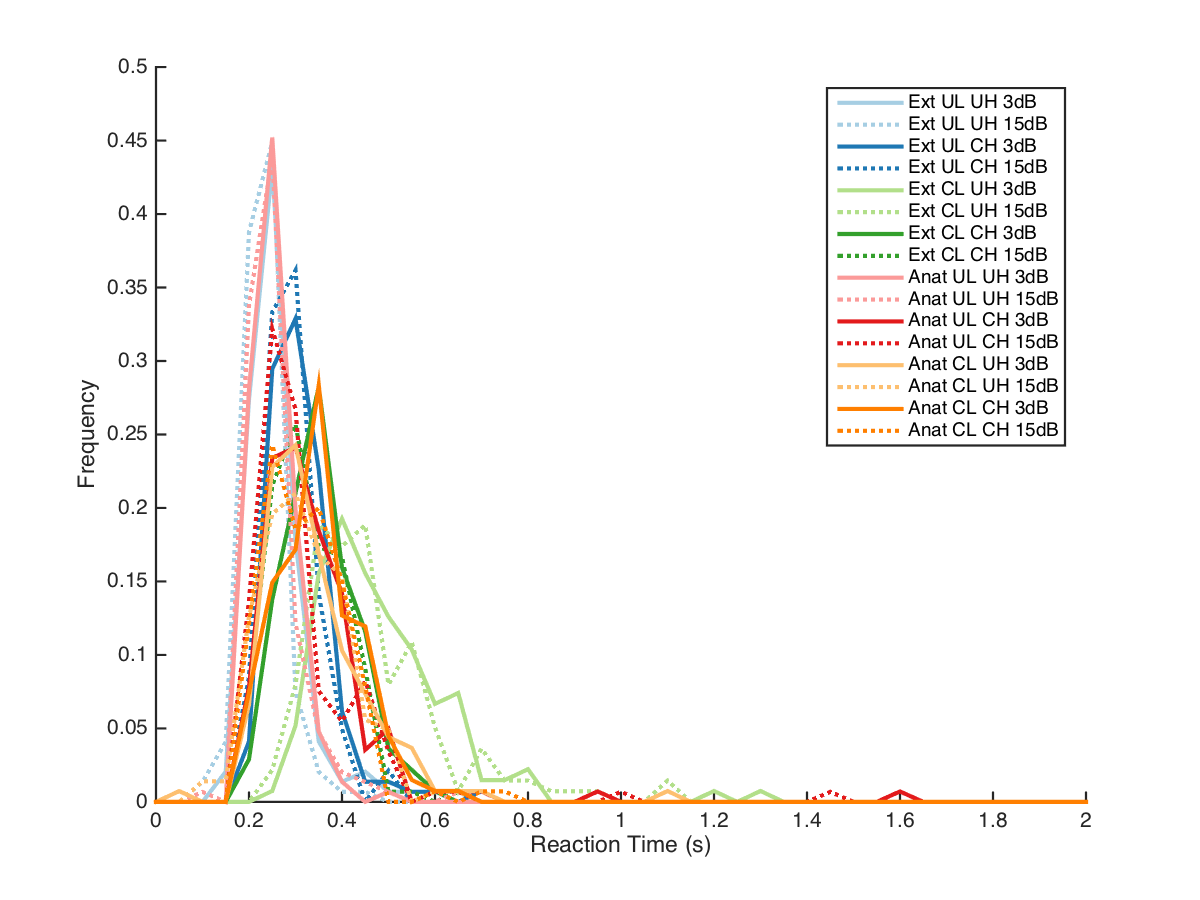 0.5
0.45
0.4
0.35
0.3
0.25
0.2
0.15
0.1
0.05
0
Frequency
0 0.2 0.4 0.6 0.8 1 1.2 1.4 1.6 1.8 2
Reaction Time (s)
Ext UL UH 3dB
Ext UL UH 15dB
Ext UL CH 3dB
Ext UL CH 15dB
Ext CL UH 3dB
Ext CL UH 15dB
Ext CL CH 3dB
Ext CL CH 15dB
Anat UL UH 3dB
Anat UL UH 15dB
Anat UL CH 3dB
Anat UL CH 15dB
Anat CL UH 3dB
Anat CL UH 15dB
Anat CL CH 3dB
Anat CL CH 15dB